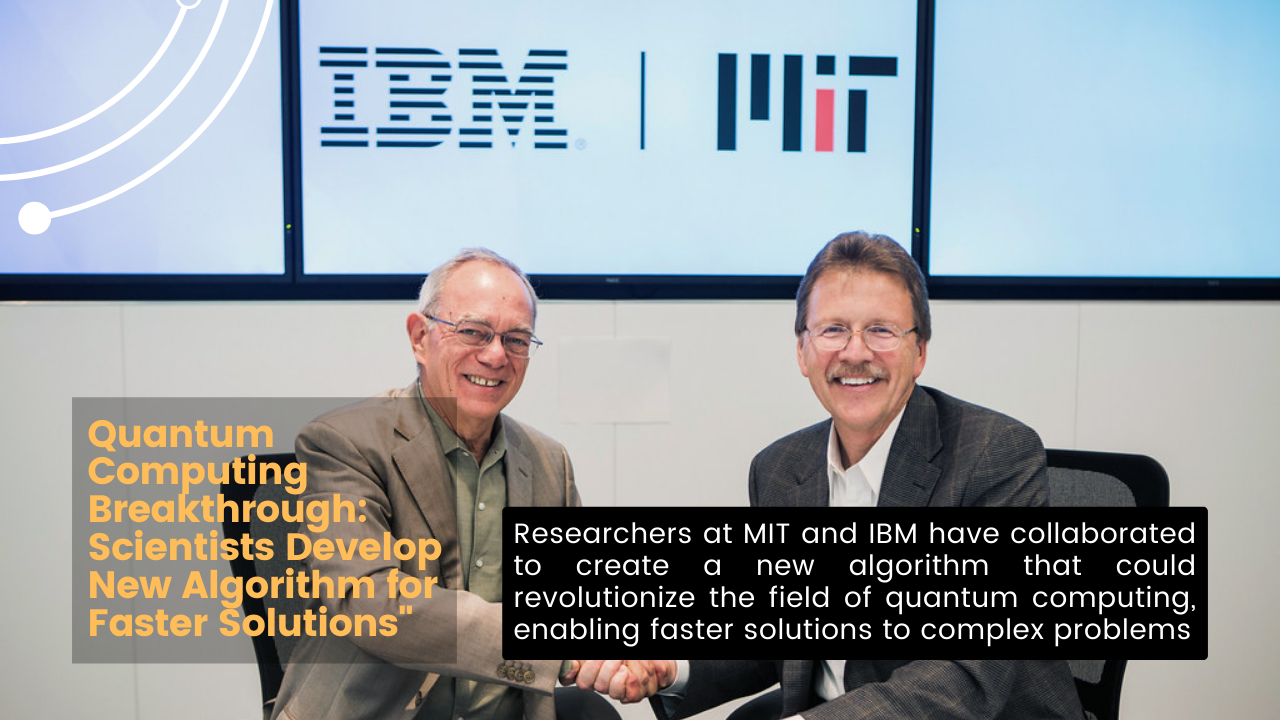 IBM® | MiT
Quantum
Computing
Breakthrough:
Scientists Develop
New Algorithm for
Faster Solutions"
Researchers at MIT and IBM have collaborated
to create a new algorithm that could
revolutionize the field of quantum computing,
enabling faster solutions to complex problems